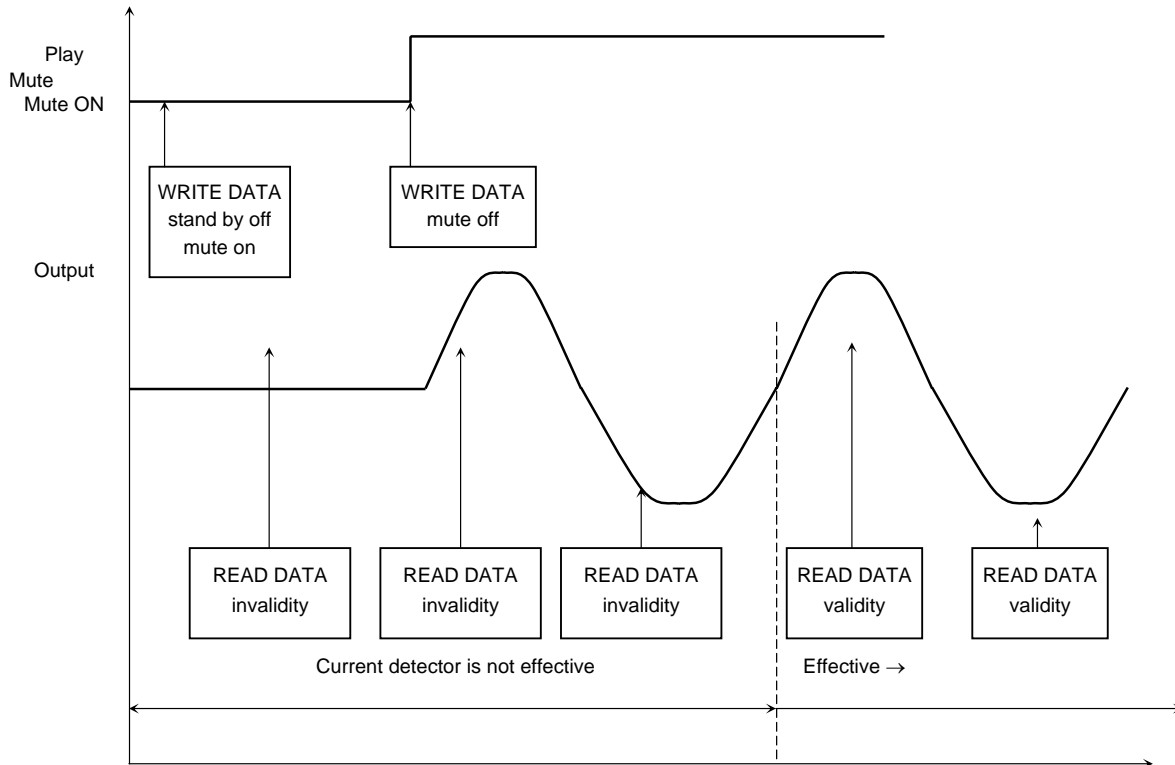 Play
Mute
Mute ON
WRITE DATA
stand by off
mute on
WRITE DATA
mute off
Output
READ DATA
invalidity
READ DATA
invalidity
READ DATA
invalidity
READ DATA
validity
READ DATA
validity
Current detector is not effective
Effective →